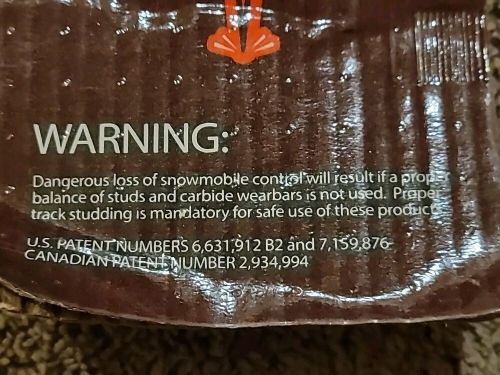 WARNING:
Dangerous loss of snowmobile control will result if a proper
balance of studs and carbide wearbars is not used. Proper
track studding is mandatory for safe use of these products.
U.S. PATENT NUMBERS 6,631,912 B2 and 7,159,876
CANADIAN PATENT NUMBER 2,934,994